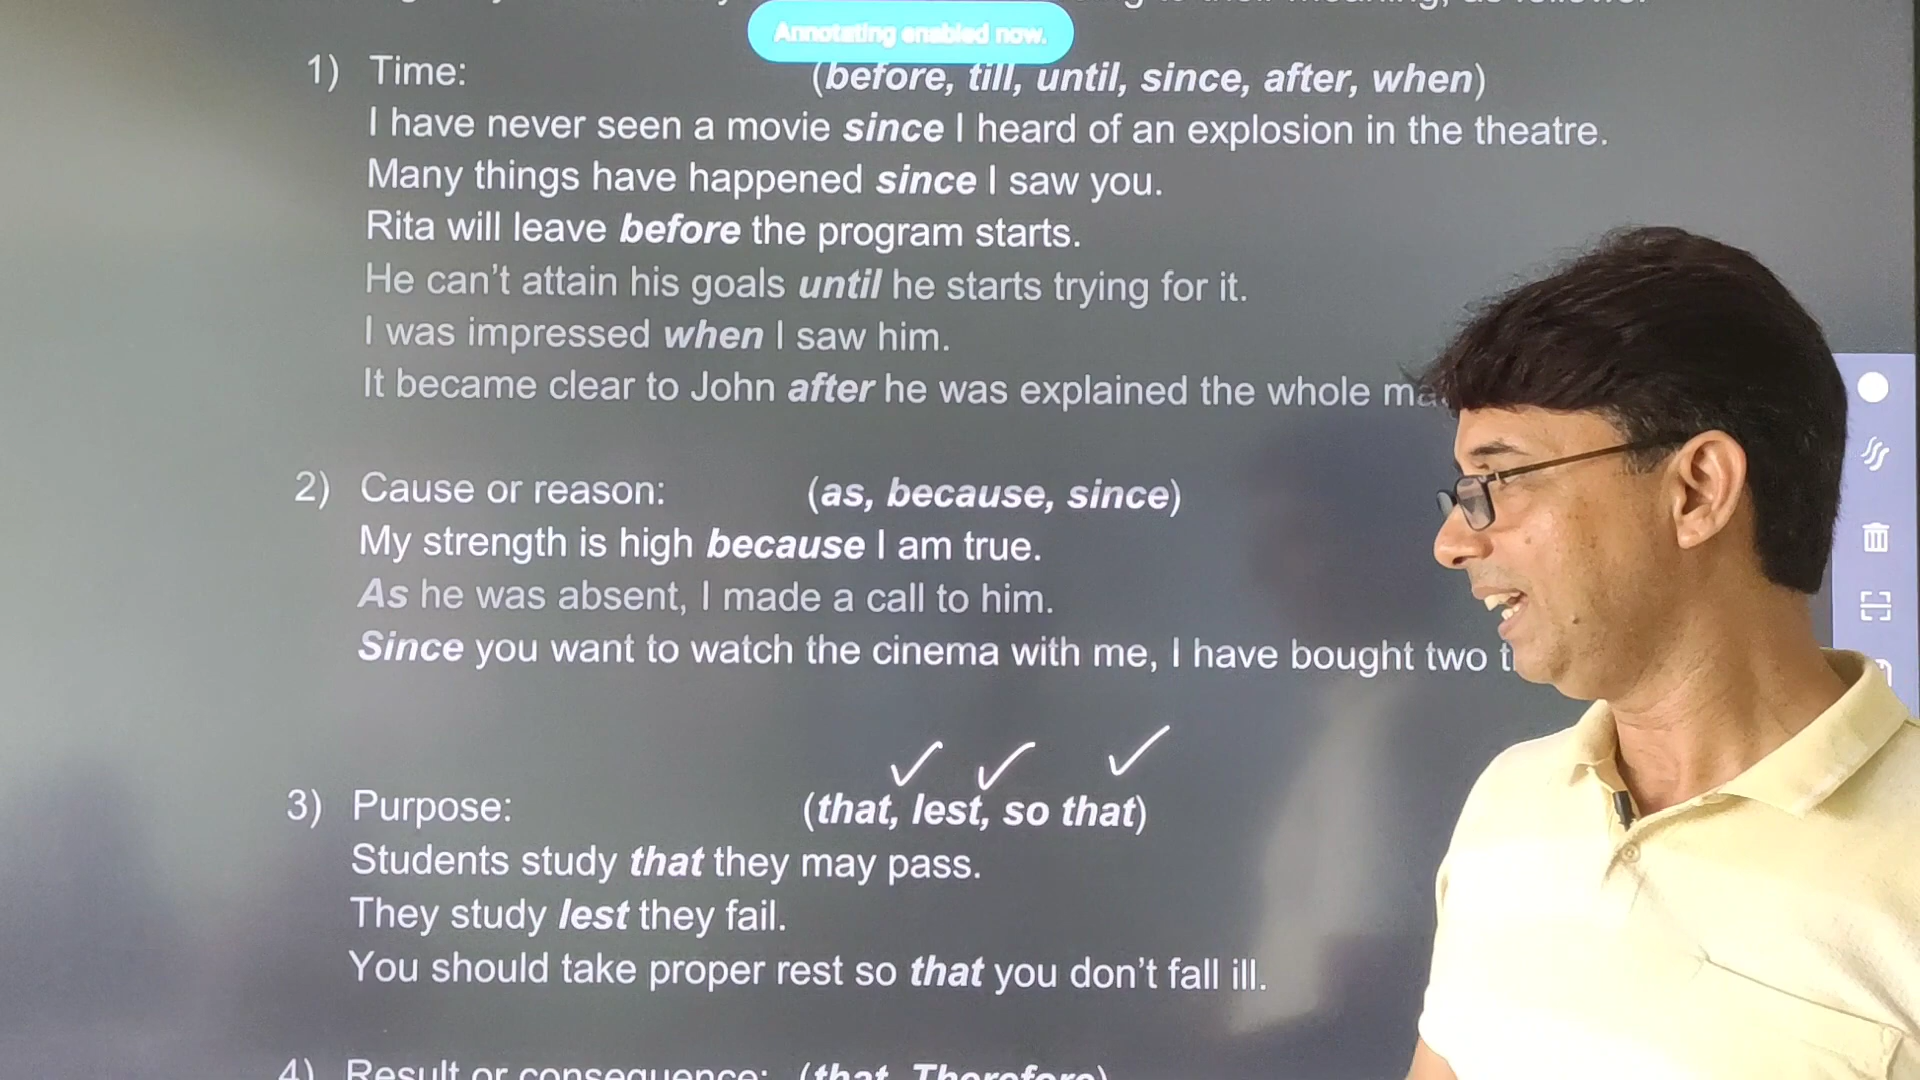 Annotating enabled now.
1) Time: (before, till, until, since, after, when)
I have never seen a movie since I heard of an explosion in the theatre.
Many things have happened since I saw you.
Rita will leave before the program starts.
He can't attain his goals until he starts trying for it.
I was impressed when I saw him.
It became clear to John after he was explained the whole
2) Cause or reason: (as, because, since)
My strength is high because I am true.
As he was absent, I made a call to him.
Since you want to watch the cinema with me, I have bought two
3) Purpose: (that, lest, so that)
Students study that they may pass.
They study lest they fail.
You should take proper rest so that you don't fall ill.
4) Result or consequence: (that, Therefore)